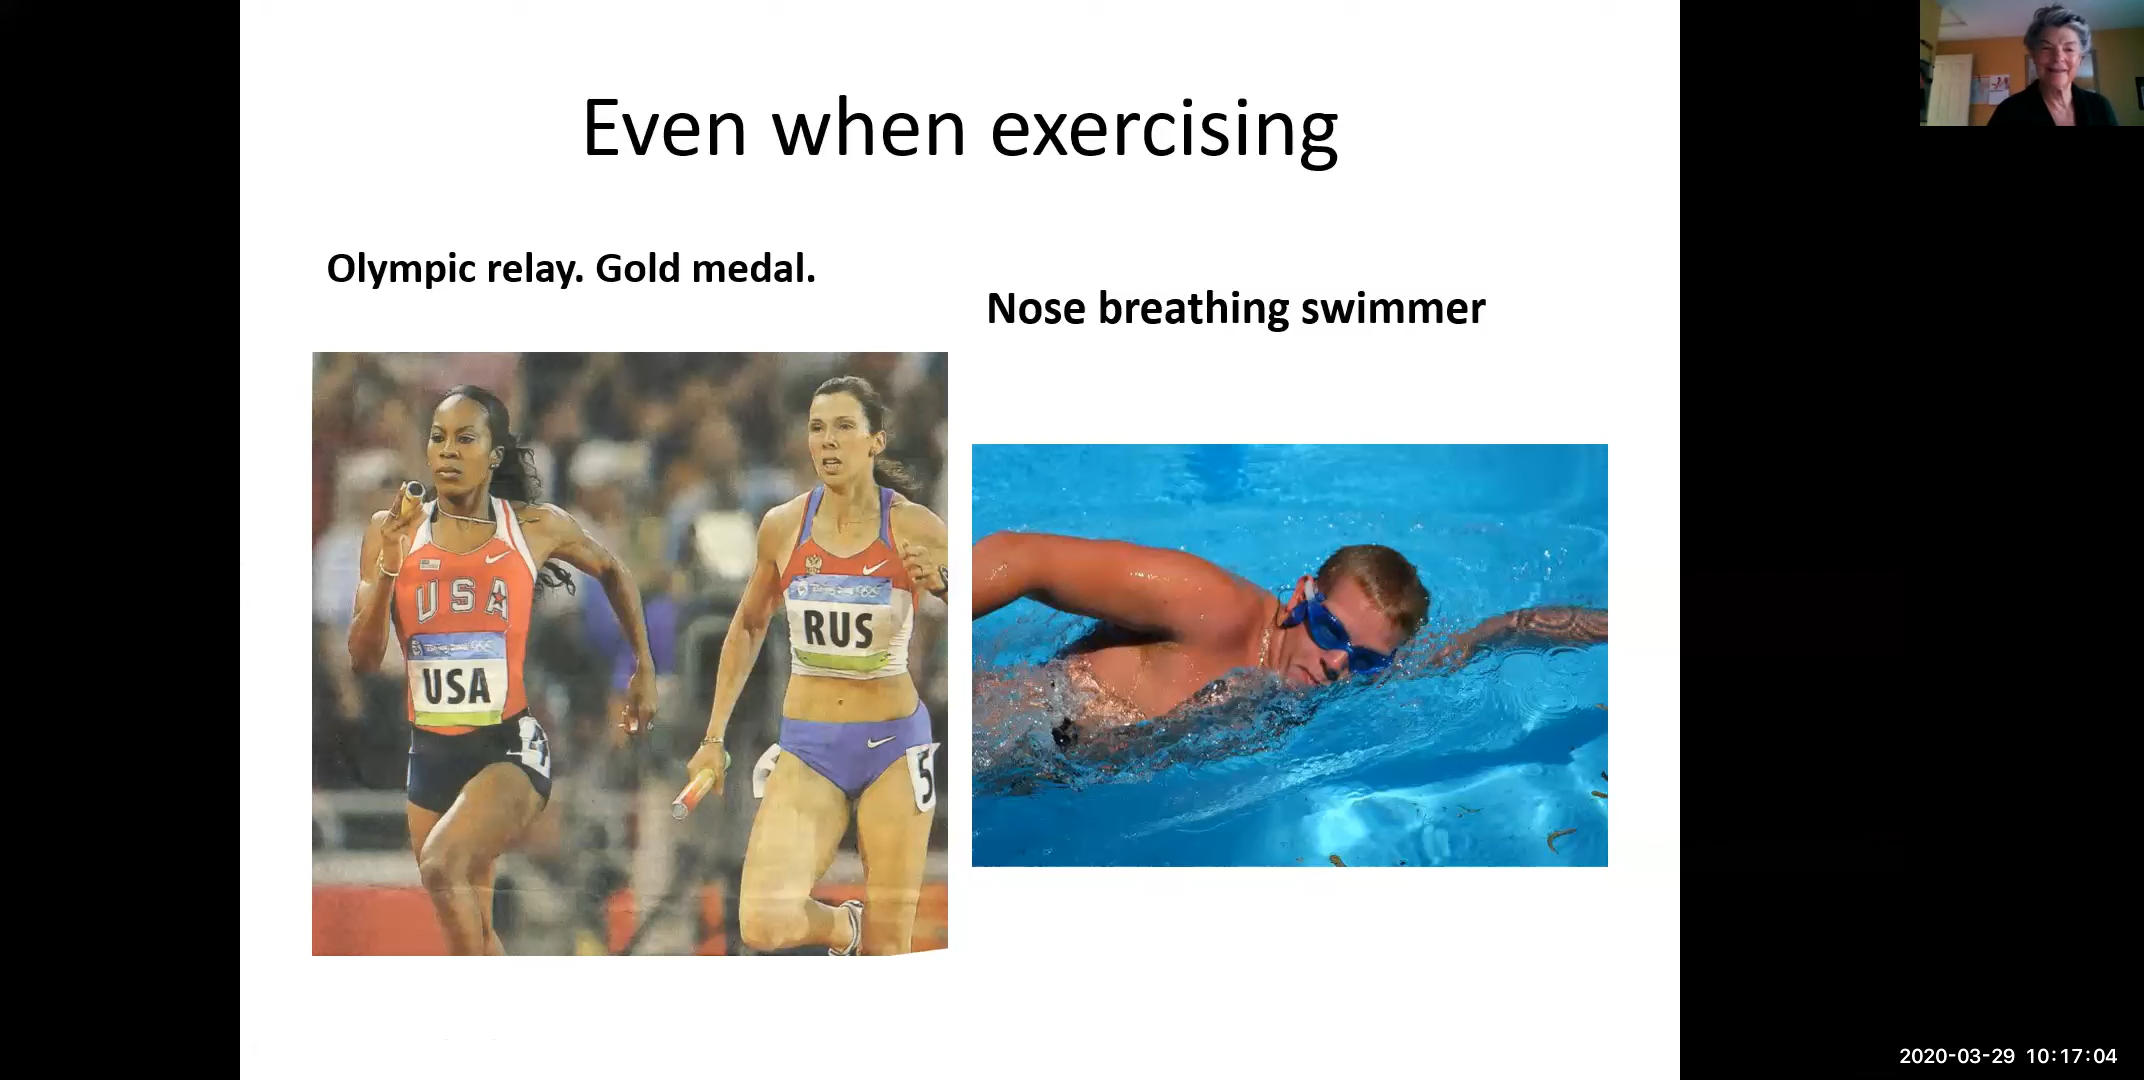 Even when exercising
Olympic relay. Gold medal.
Nose breathing swimmer
USA
USA
RUS
5
2020-03-29 10:17:04